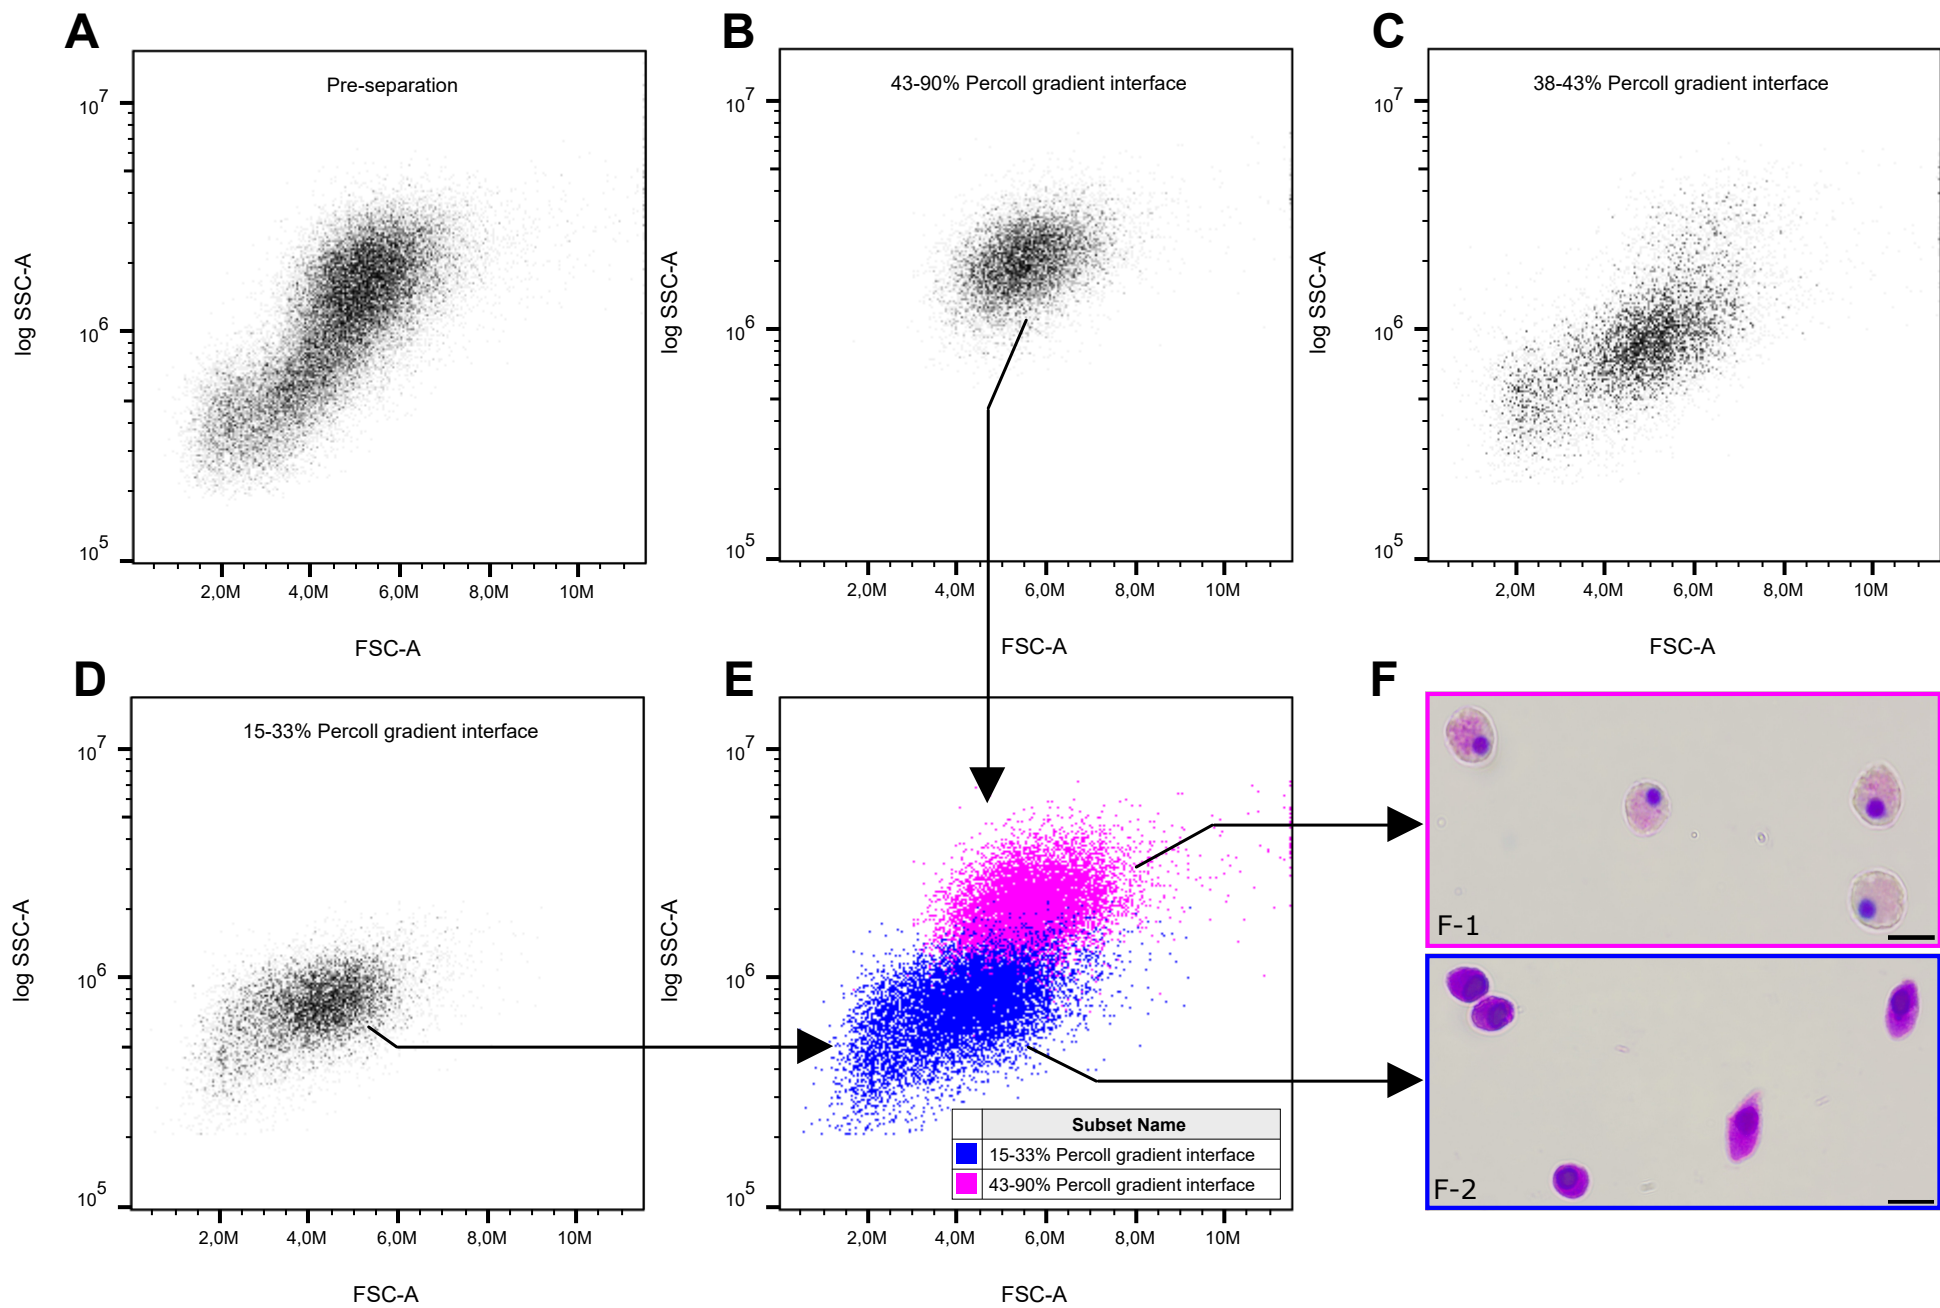 A
Pre-separation
10^7
10^6
10^5
log SSC-A
2,0M 4,0M 6,0M 8,0M 10M
FSC-A
B
43-90% Percoll gradient interface
10^7
10^6
10^5
log SSC-A
2,0M 4,0M 6,0M 8,0M 10M
FSC-A
C
38-43% Percoll gradient interface
10^7
10^6
10^5
log SSC-A
2,0M 4,0M 6,0M 8,0M 10M
FSC-A
D
15-33% Percoll gradient interface
10^7
10^6
10^5
log SSC-A
2,0M 4,0M 6,0M 8,0M 10M
FSC-A
E
10^7
10^6
10^5
log SSC-A
Subset Name
15-33% Percoll gradient interface
43-90% Percoll gradient interface
2,0M 4,0M 6,0M 8,0M 10M
FSC-A
F
F-1
F-2